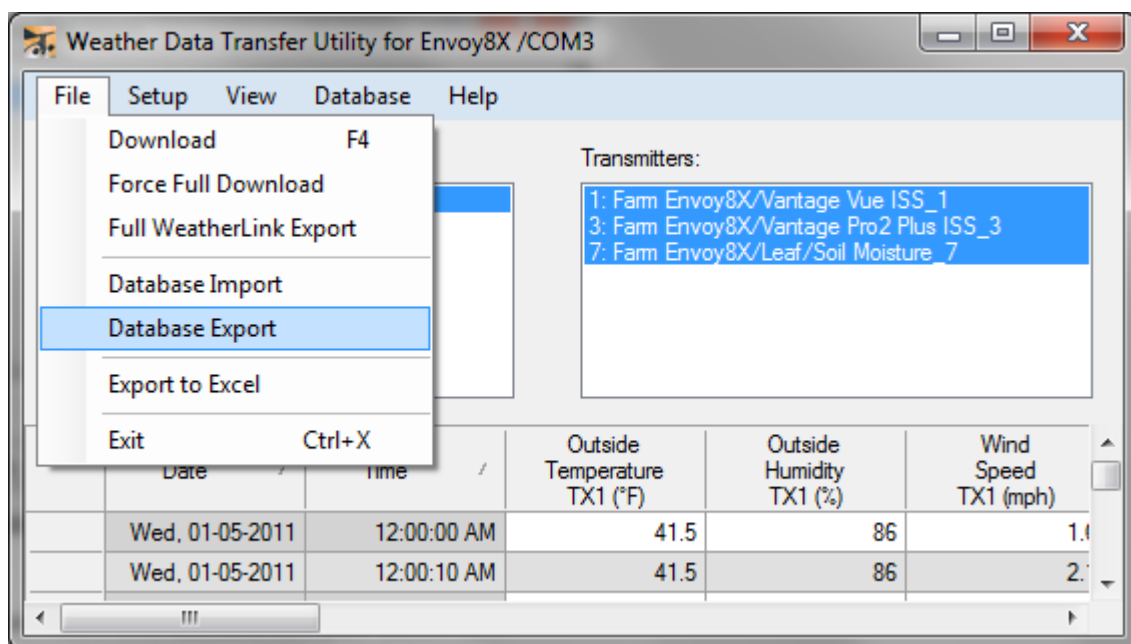 Weather Data Transfer Utility for Envoy8X /COM3
File Setup View Database Help
Download F4
Force Full Download
Full WeatherLink Export
Database Import
Database Export
Export to Excel
Exit Ctrl+X
Transmitters:
1: Farm Envoy8X/Vantage Vue ISS_1
3: Farm Envoy8X/Vantage Pro2 Plus ISS_3
7: Farm Envoy8X/Leaf/Soil Moisture_7
Date Time Outside Temperature TX1 (°F) Outside Humidity TX1 (%) Wind Speed TX1 (mph)
Wed, 01-05-2011 12:00:00 AM 41.5 86
Wed, 01-05-2011 12:00:10 AM 41.5 86